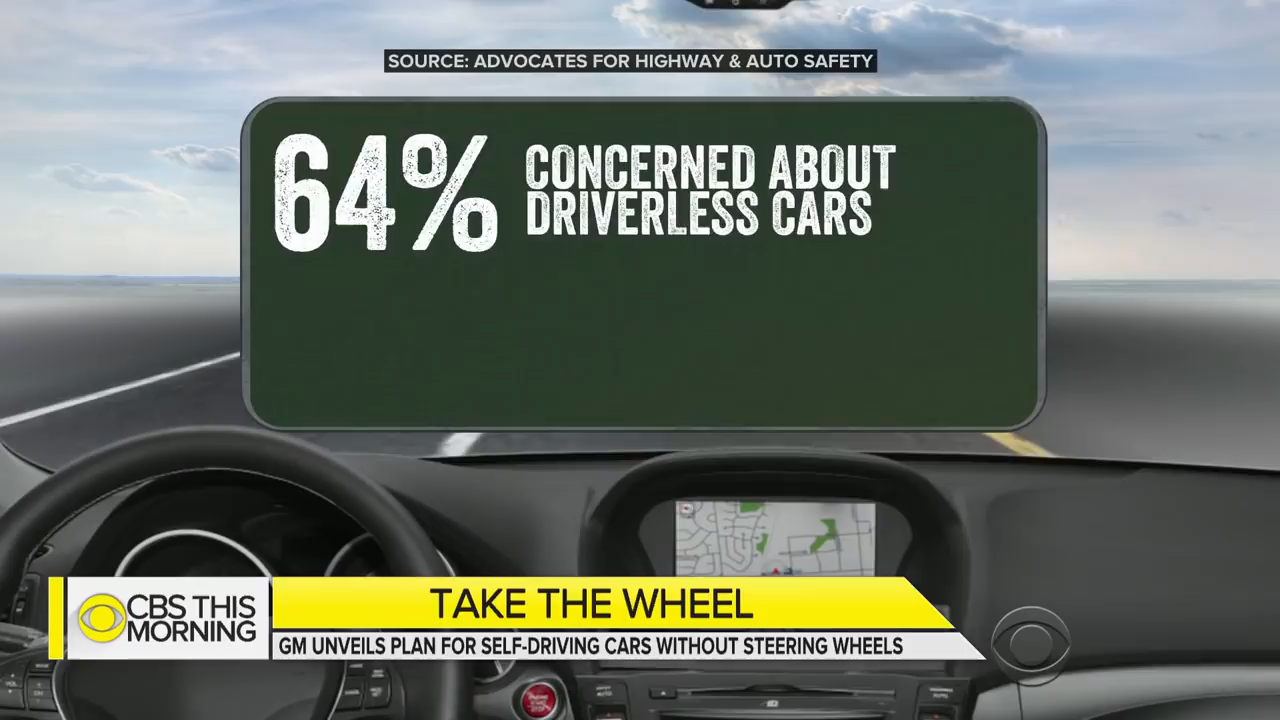 SOURCE: ADVOCATES FOR HIGHWAY & AUTO SAFETY
64%
CONCERNED ABOUT
DRIVERLESS CARS
TAKE THE WHEEL
CBS THIS
MORNING
GM UNVEILS PLAN FOR SELF-DRIVING CARS WITHOUT STEERING WHEELS